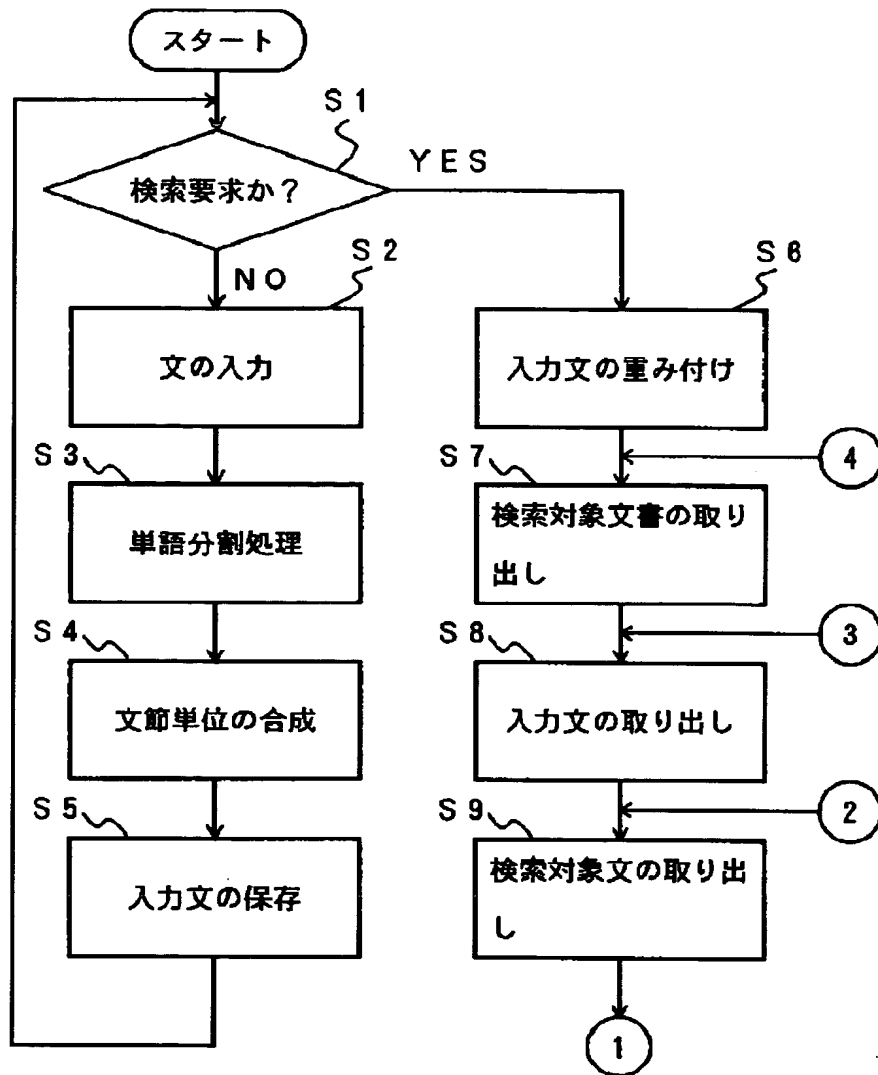 スタート
S1
検索要求か?
YES
NO
S2
文の入力
S3
単語分割処理
S4
文節単位の合成
S5
入力文の保存
S6
入力文の重み付け
4
S7
検索対象文書の取り
出し
3
S8
入力文の取り出し
2
S9
検索対象文の取り出
し
1